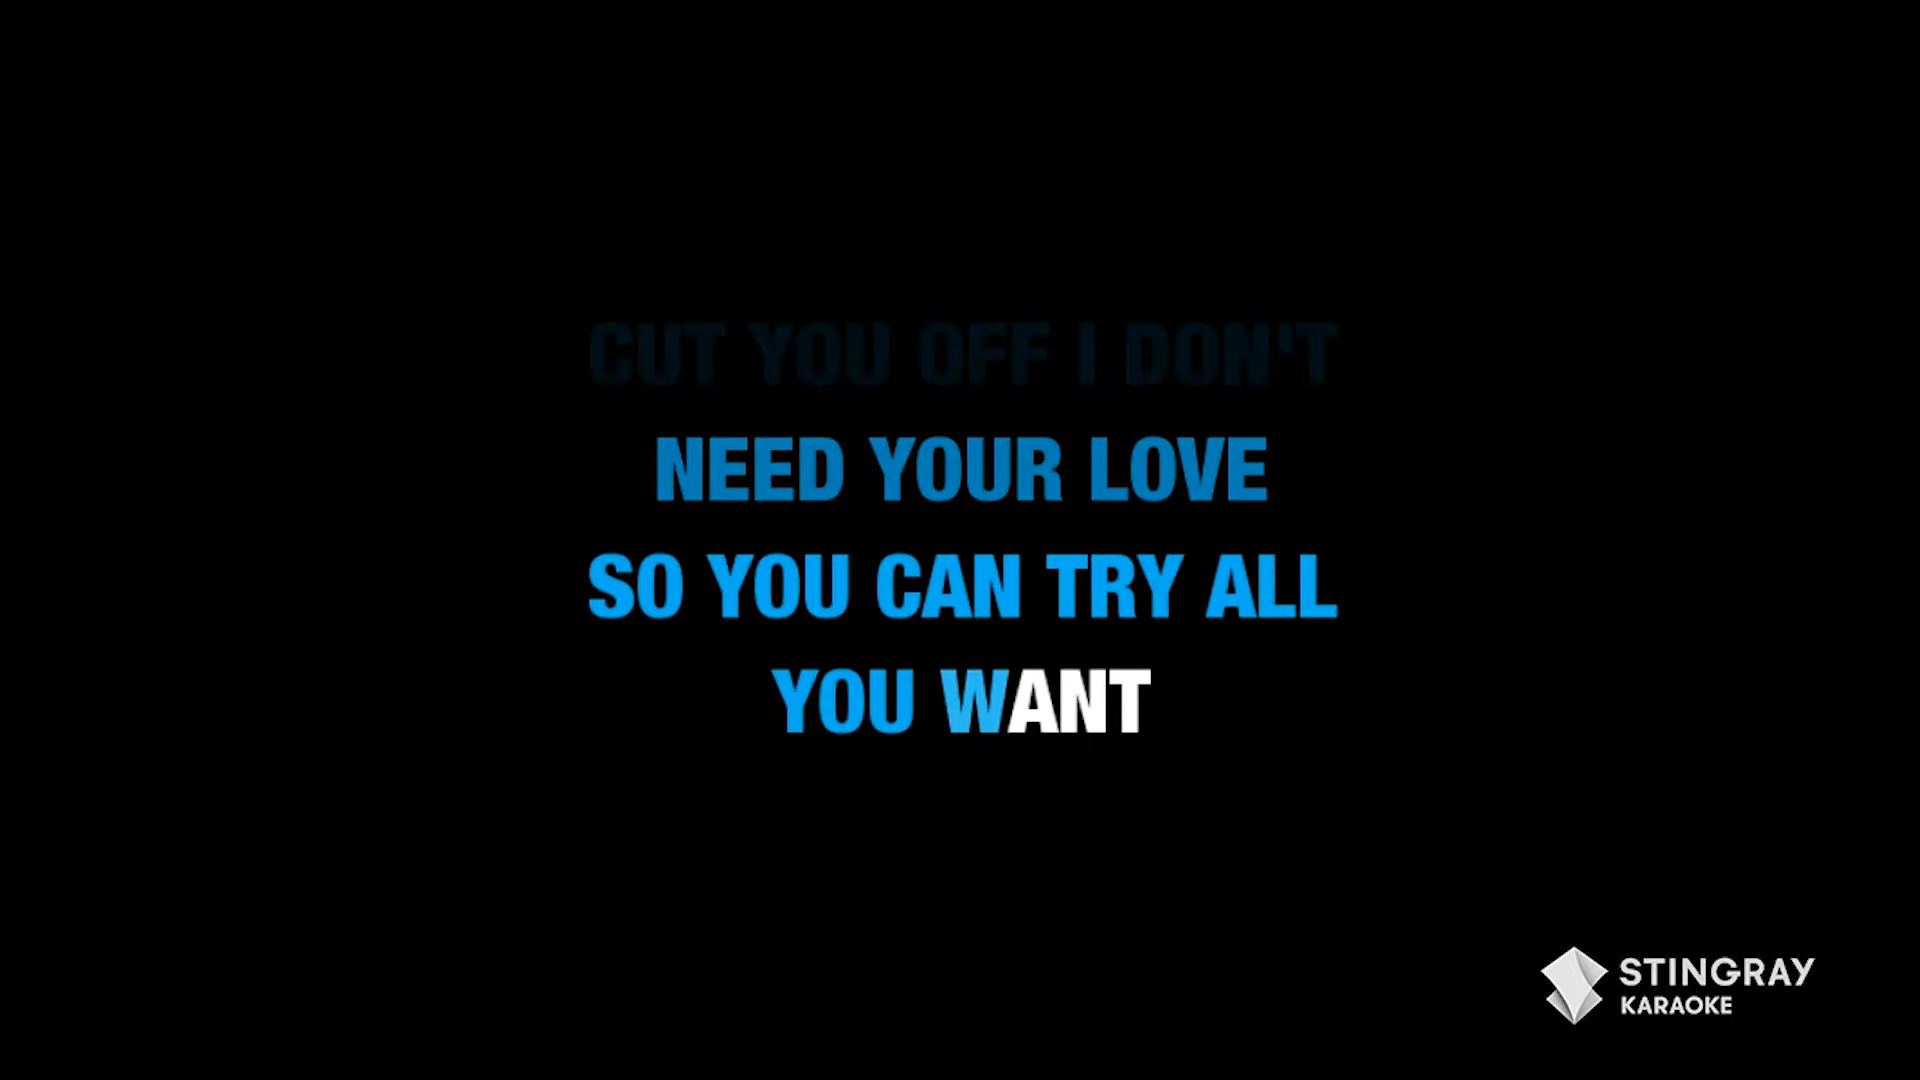 CUT YOU OFF I DON'T
NEED YOUR LOVE
SO YOU CAN TRY ALL
YOU WANT
STINGRAY
KARAOKE